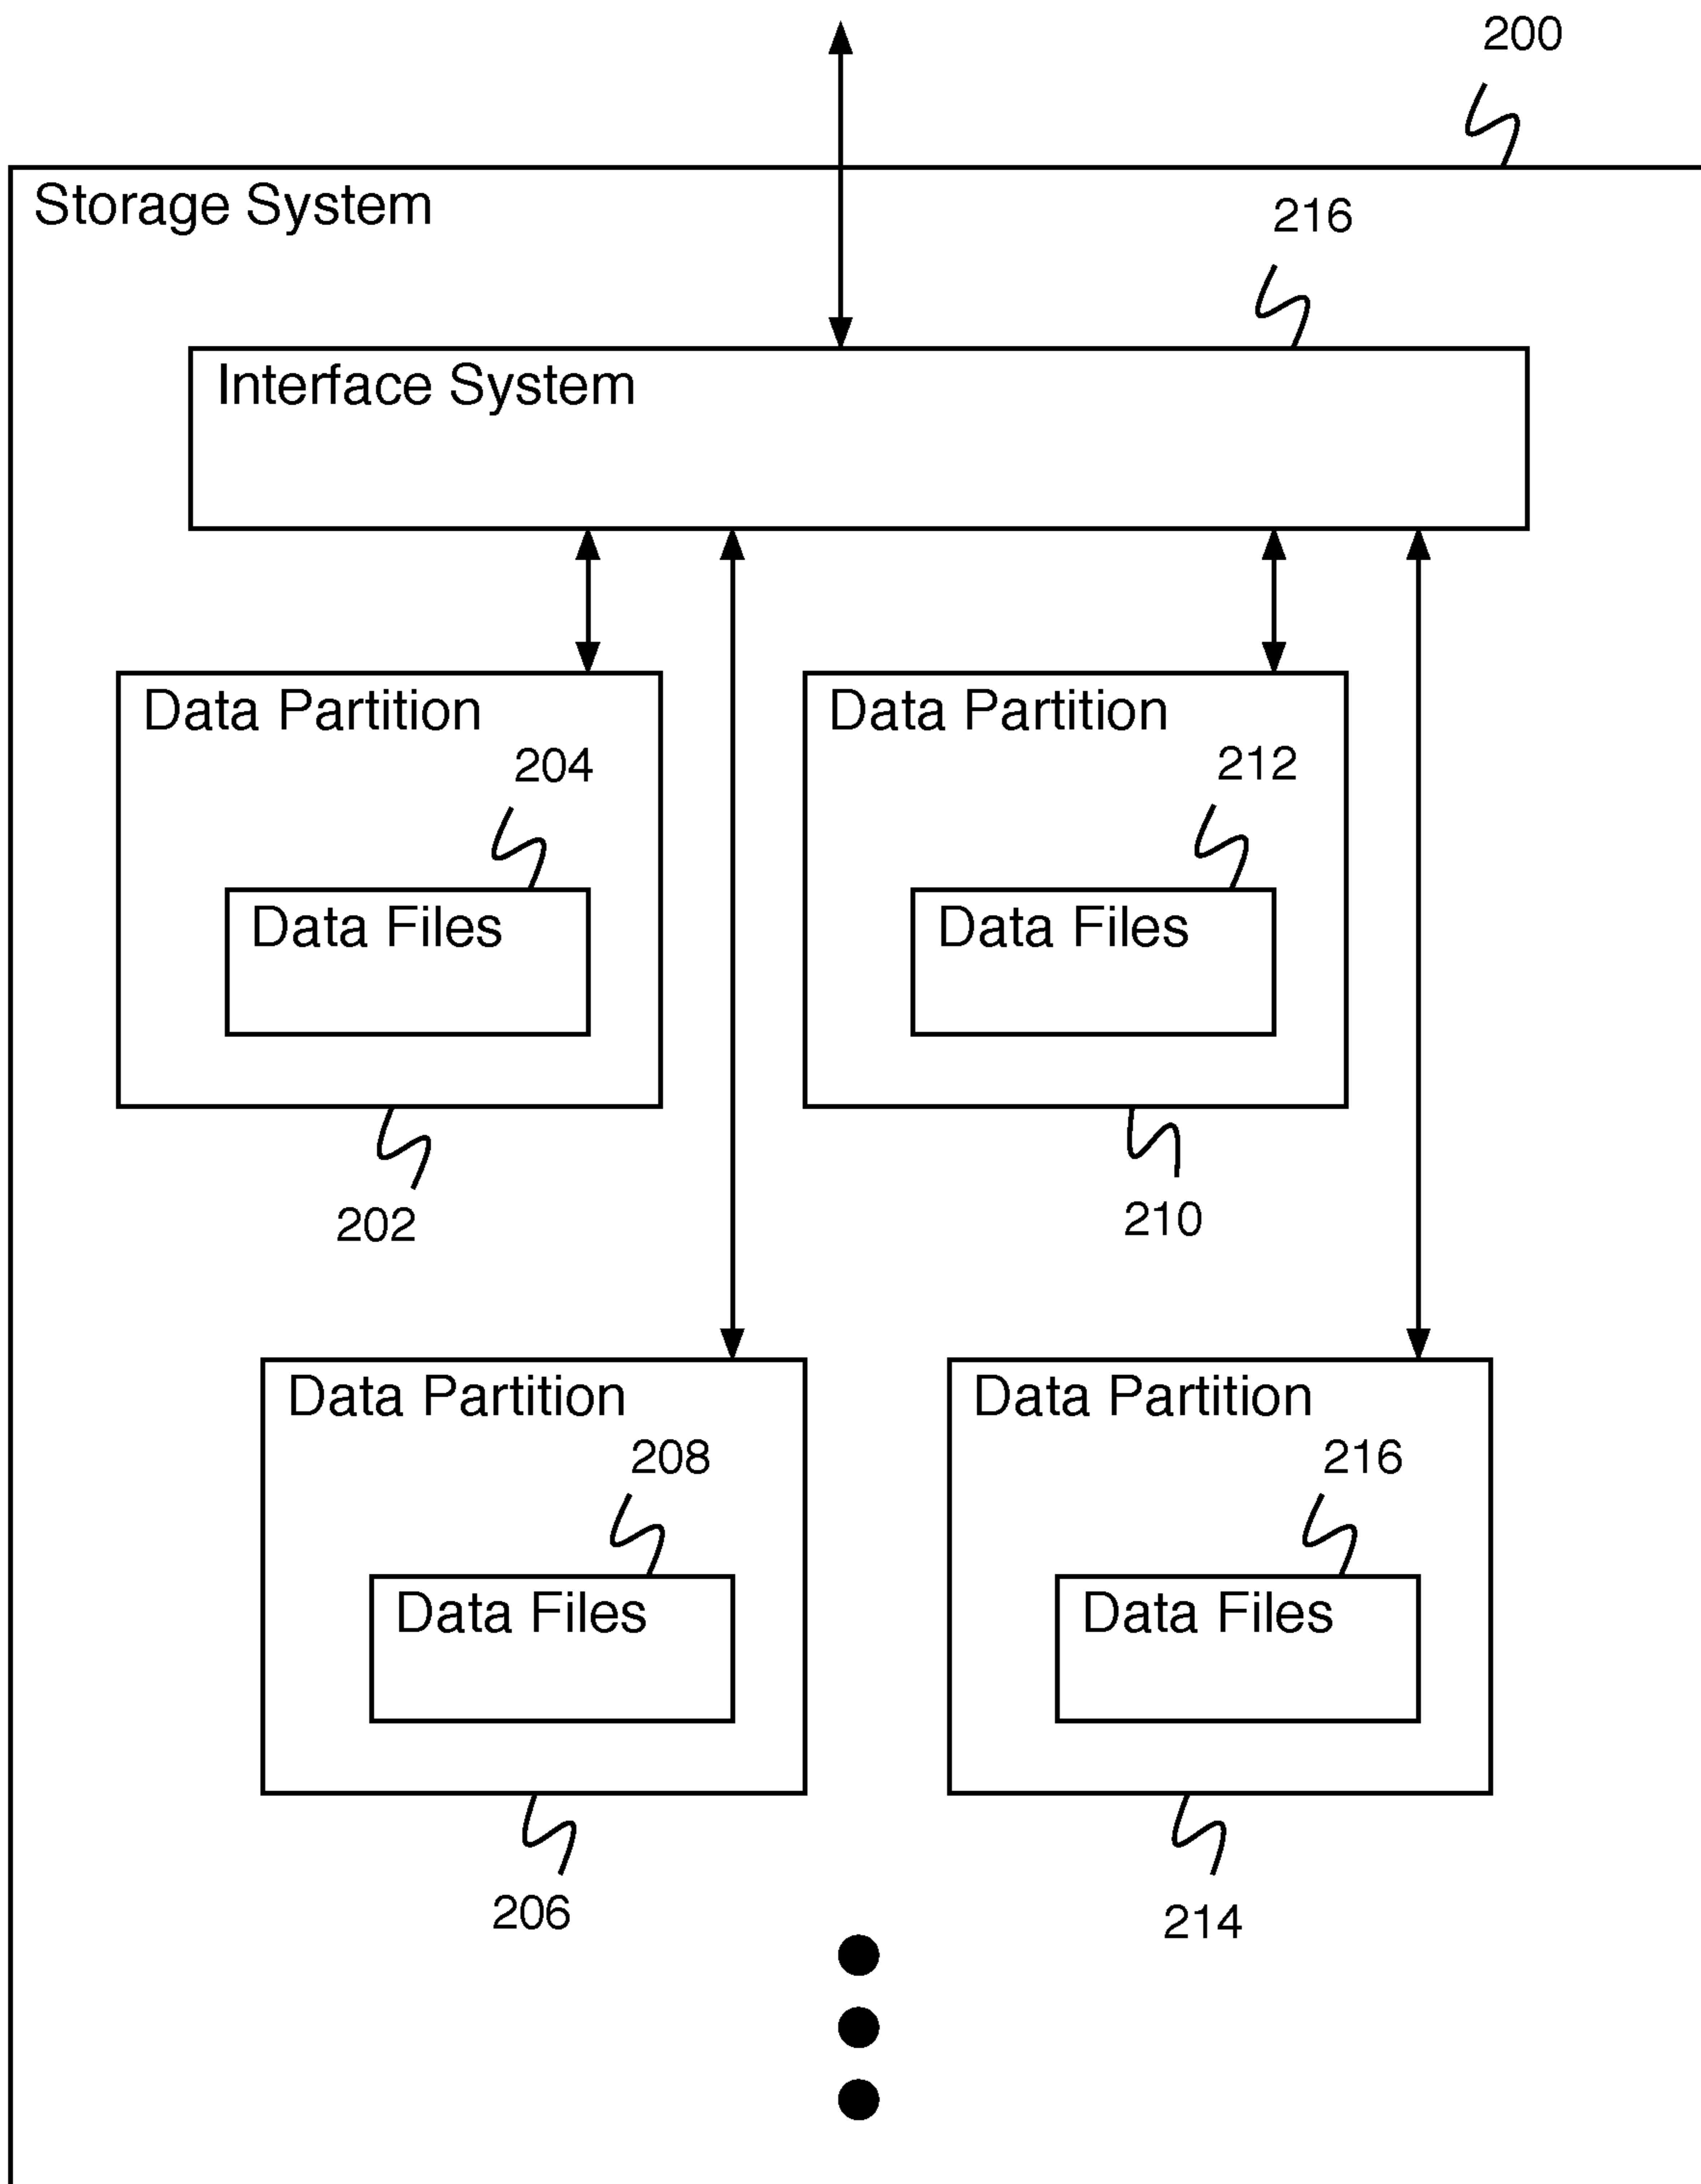 200
Storage System
216
Interface System
Data Partition
Data Partition
204
212
Data Files
Data Files
202
210
Data Partition
Data Partition
208
216
Data Files
Data Files
206
214